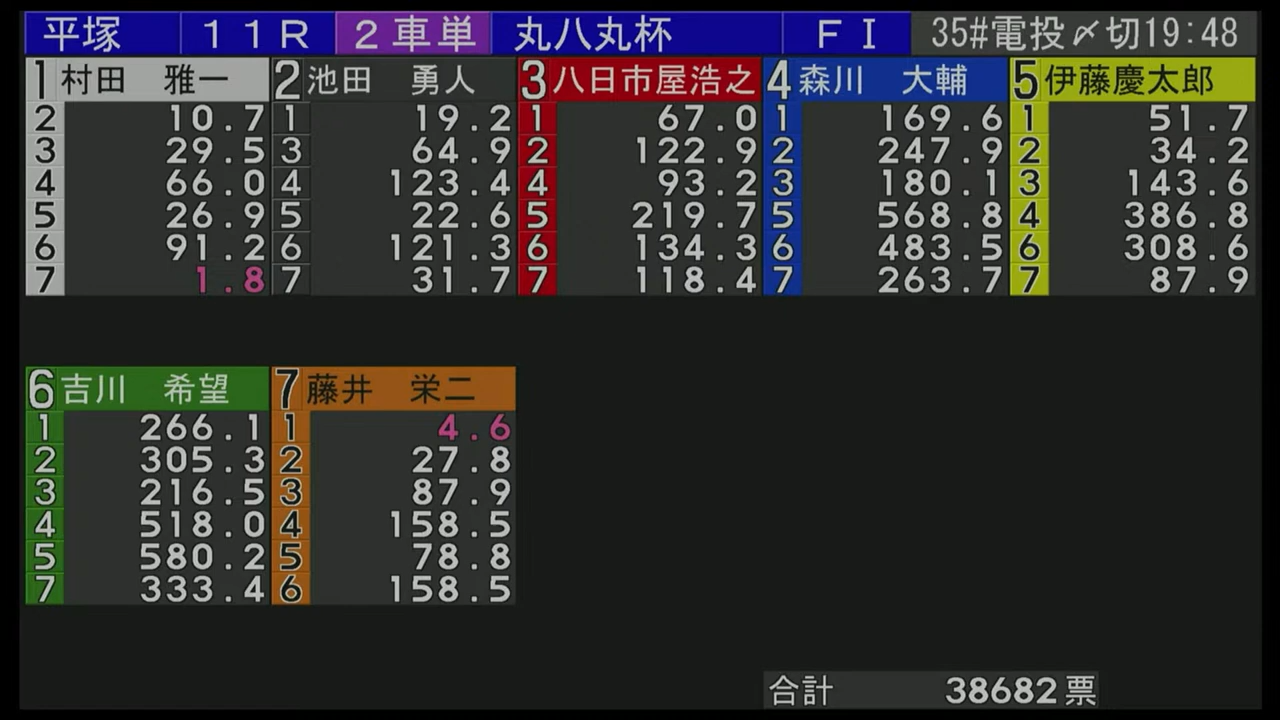 平塚 11R 2車単 丸八丸杯 FⅠ 35#電投〆切19:48
1 村田 雅一 2 池田 勇人 3 八日市屋浩之 4 森川 大輔 5 伊藤慶太郎
2 10.7 1 19.2 1 67.0 1 169.6 1 51.7
3 29.5 3 64.9 2 122.9 2 247.9 2 34.2
4 66.0 4 123.4 4 93.2 3 180.1 3 143.6
5 26.9 5 22.6 5 219.7 5 568.8 4 386.8
6 91.2 6 121.3 6 134.3 6 483.5 6 308.6
7 1.8 7 31.7 7 118.4 7 263.7 7 87.9
6 吉川 希望 7 藤井 栄二
1 266.1 1 4.6
2 305.3 2 27.8
3 216.5 3 87.9
4 518.0 4 158.5
5 580.2 5 78.8
7 333.4 6 158.5
合計 38682票